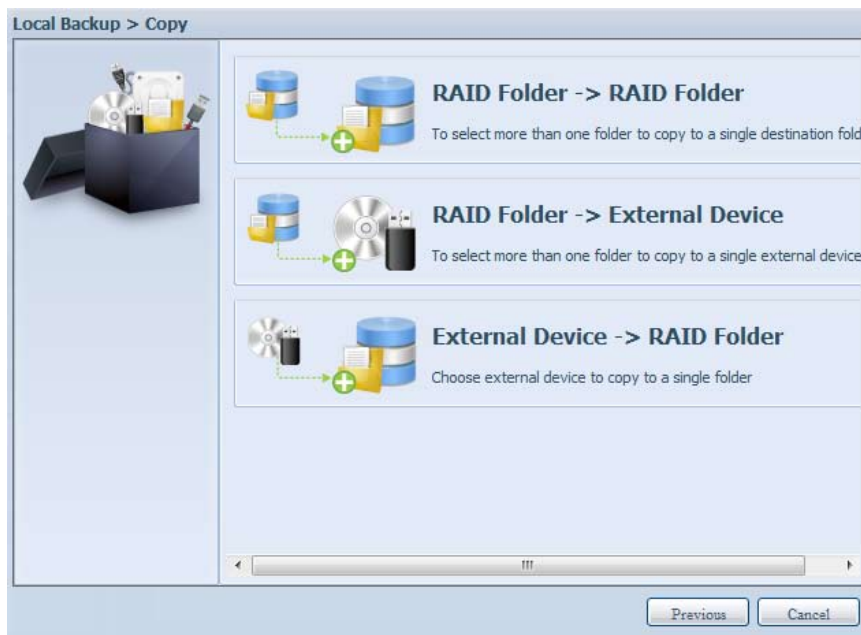 Local Backup > Copy
RAID Folder -> RAID Folder
To select more than one folder to copy to a single destination fold
RAID Folder -> External Device
To select more than one folder to copy to a single external device
External Device -> RAID Folder
Choose external device to copy to a single folder
Previous
Cancel